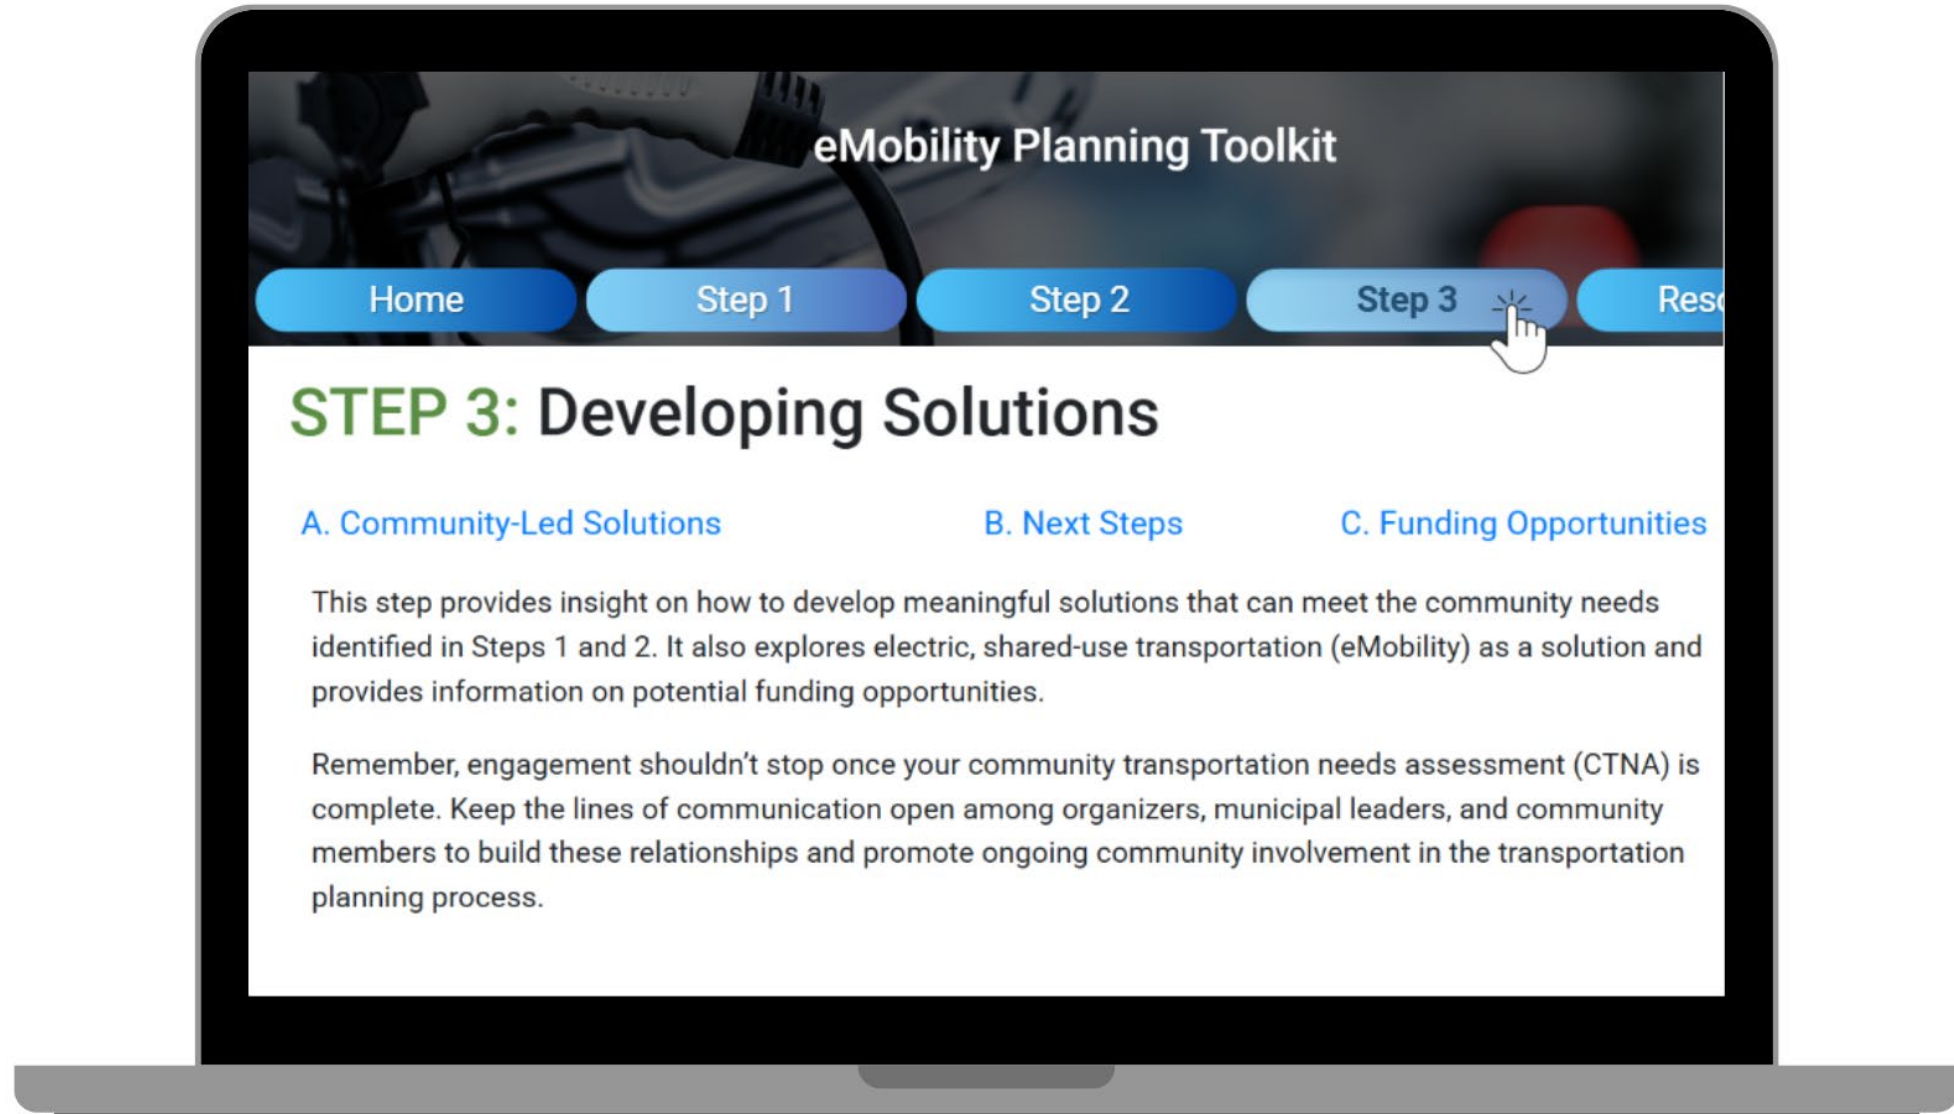 eMobility Planning Toolkit
Home
Step 1
Step 2
Step 3
STEP 3: Developing Solutions
A. Community-Led Solutions
B. Next Steps
C. Funding Opportunities
This step provides insight on how to develop meaningful solutions that can meet the community needs
identified in Steps 1 and 2. It also explores electric, shared-use transportation (eMobility) as a solution and
provides information on potential funding opportunities.
Remember, engagement shouldn’t stop once your community transportation needs assessment (CTNA) is
complete. Keep the lines of communication open among organizers, municipal leaders, and community
members to build these relationships and promote ongoing community involvement in the transportation
planning process.